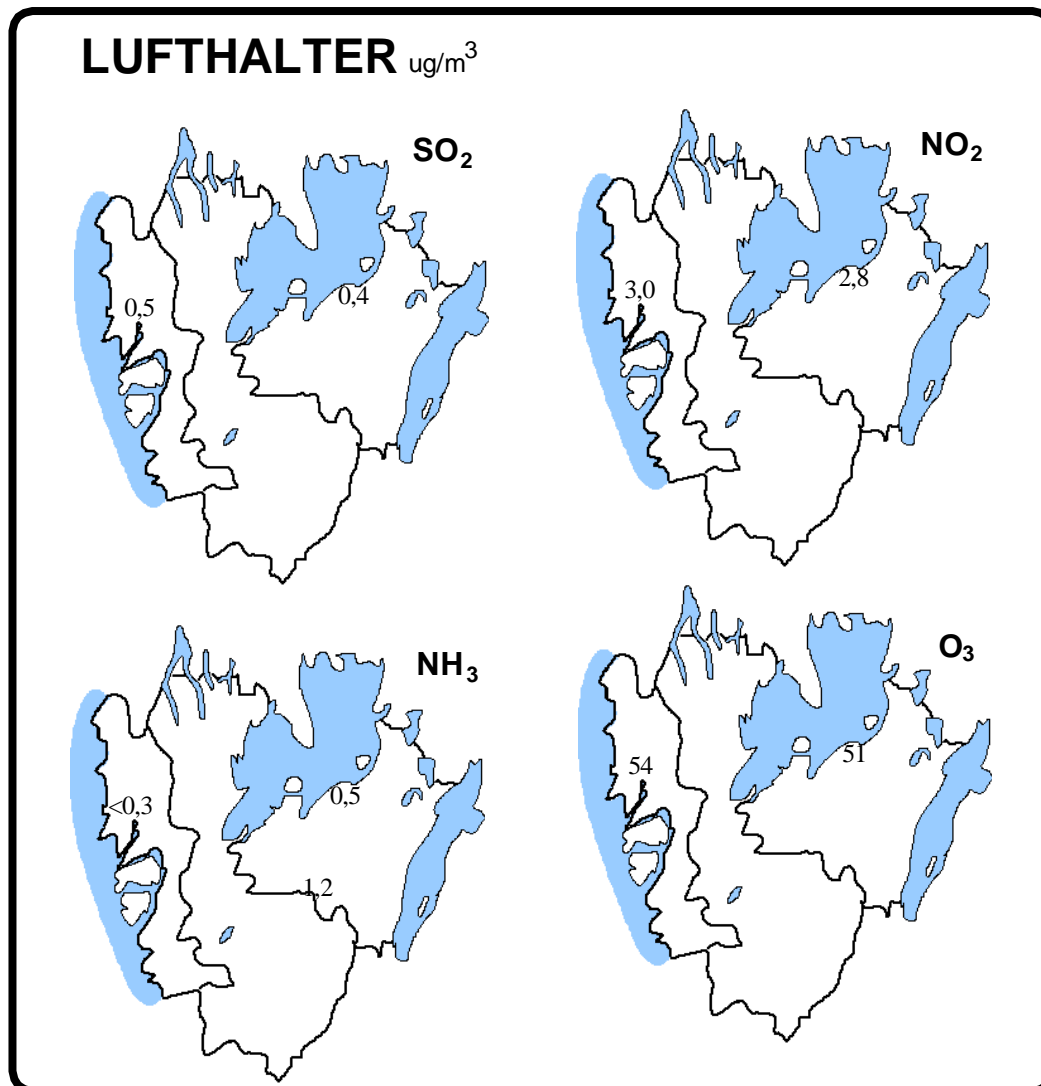 LUFTHALTER ug/m³
SO₂
0,5
0,4
NO₂
3,0
2,8
NH₃
<0,3
0,5
1,2
O₃
54
51